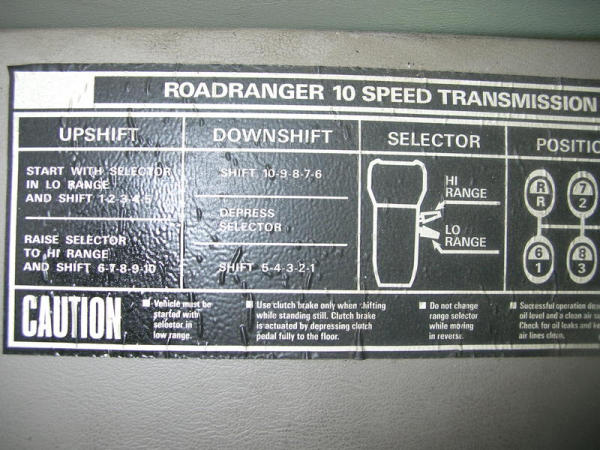 ROADRANGER 10 SPEED TRANSMISSION
UPSHIFT
START WITH SELECTOR
IN LO RANGE
AND SHIFT 1-2-3-4-5
RAISE SELECTOR
TO HI RANGE
AND SHIFT 6-7-8-9-10
DOWNSHIFT
SHIFT 10-9-8-7-6
DEPRESS
SELECTOR
SHIFT 5-4-3-2-1
SELECTOR
HI
RANGE
LO
RANGE
POSITIO
R 7
R 2
6 8
1 3
CAUTION
Vehicle must be
started with
selector in
low range.
Use clutch brake only when shifting
while standing still. Clutch brake
is actuated by depressing clutch
pedal fully to the floor.
Do not change
range selector
while moving
in reverse.
Successful operation
oil level and a clean air
Check for oil leaks and
air lines clean.